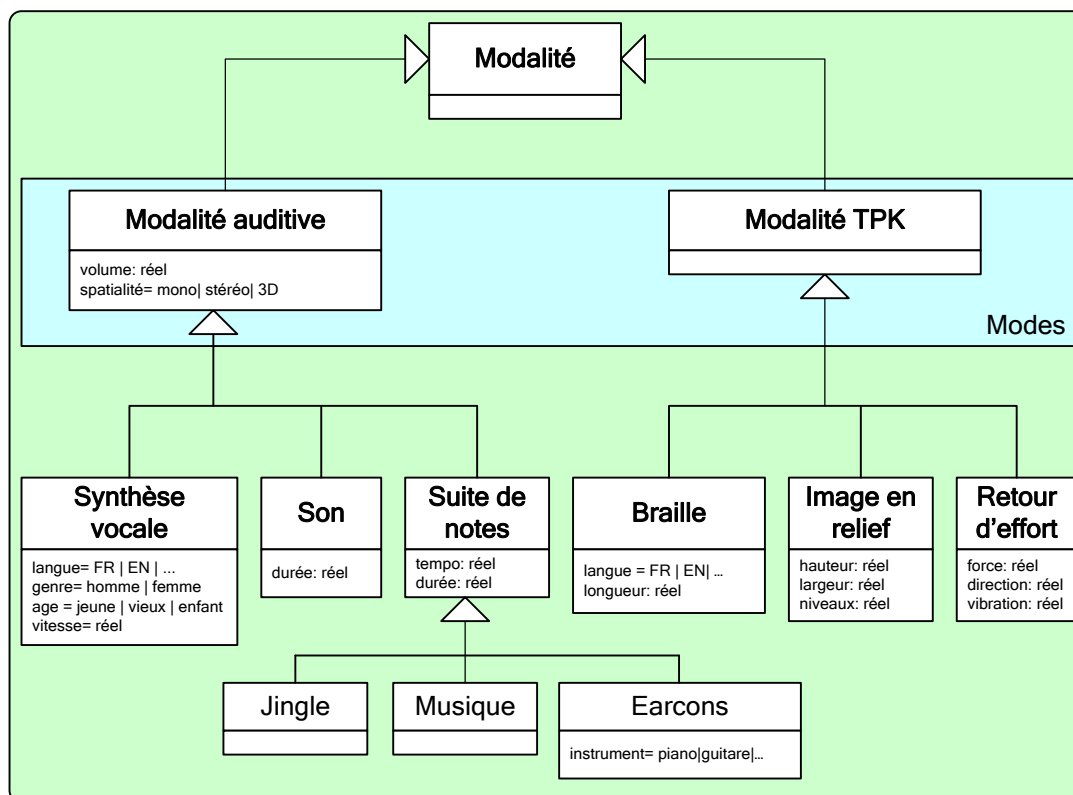 Modalité
Modalité auditive
volume: réel
spatialité= mono| stéréo| 3D
Modalité TPK
Modes
Synthèse
vocale
langue= FR | EN | ...
genre= homme | femme
age = jeune | vieux | enfant
vitesse= réel
Son
durée: réel
Suite de
notes
tempo: réel
durée: réel
Braille
langue = FR | EN| ...
longueur: réel
Image en
relief
hauteur: réel
largeur: réel
niveaux: réel
Retour
d'effort
force: réel
direction: réel
vibration: réel
Jingle
Musique
Earcons
instrument= piano|guitare|...